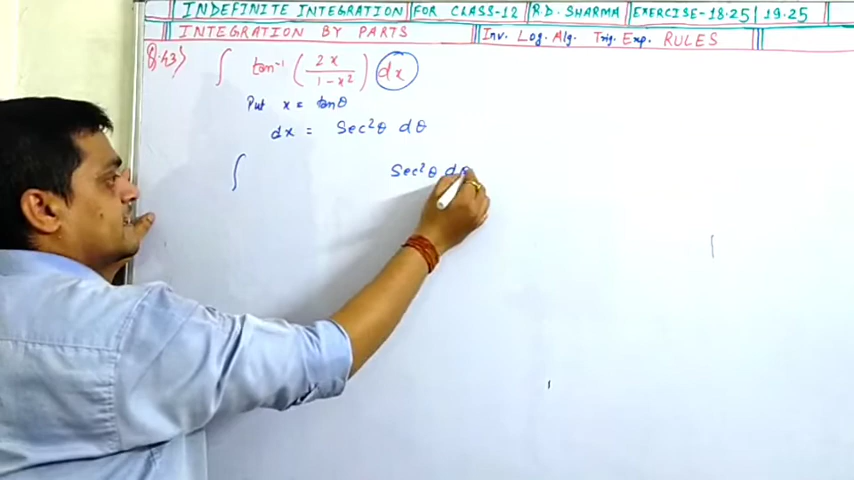 INDEFINITE INTEGRATION FOR CLASS-12 R.D. SHARMA EXERCISE-18.25 19.25
INTEGRATION BY PARTS Inv. Log. Alg. Trig. Exp. RULES
Q.43) ∫ tan⁻¹ (2x / 1-x²) dx
Put x = tanθ
dx = Sec²θ dθ
∫ Sec²θ dθ